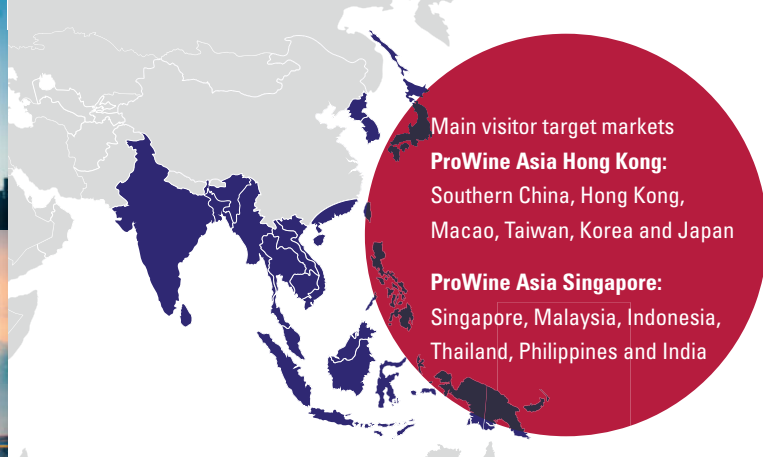 Main visitor target markets
ProWine Asia Hong Kong:
Southern China, Hong Kong,
Macao, Taiwan, Korea and Japan
ProWine Asia Singapore:
Singapore, Malaysia, Indonesia,
Thailand, Philippines and India